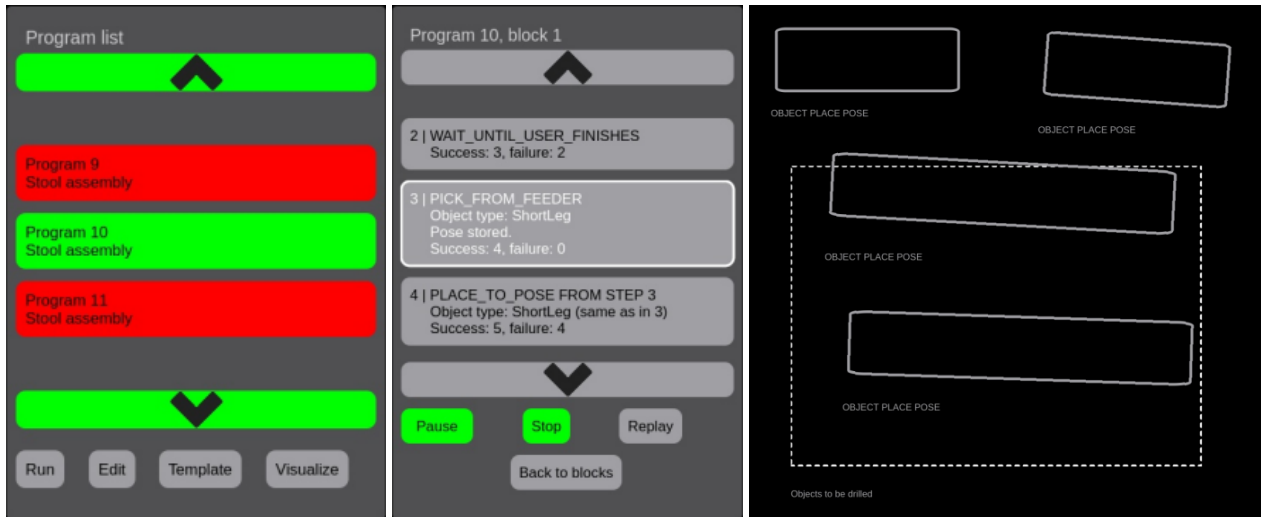 Program list
Program 9
Stool assembly
Program 10
Stool assembly
Program 11
Stool assembly
Run
Edit
Template
Visualize
Program 10, block 1
2 | WAIT_UNTIL_USER_FINISHES
Success: 3, failure: 2
3 | PICK_FROM_FEEDER
Object type: ShortLeg
Pose stored.
Success: 4, failure: 0
4 | PLACE_TO_POSE FROM STEP 3
Object type: ShortLeg (same as in 3)
Success: 5, failure: 4
Pause
Stop
Replay
Back to blocks
OBJECT PLACE POSE
OBJECT PLACE POSE
OBJECT PLACE POSE
OBJECT PLACE POSE
Objects to be drilled